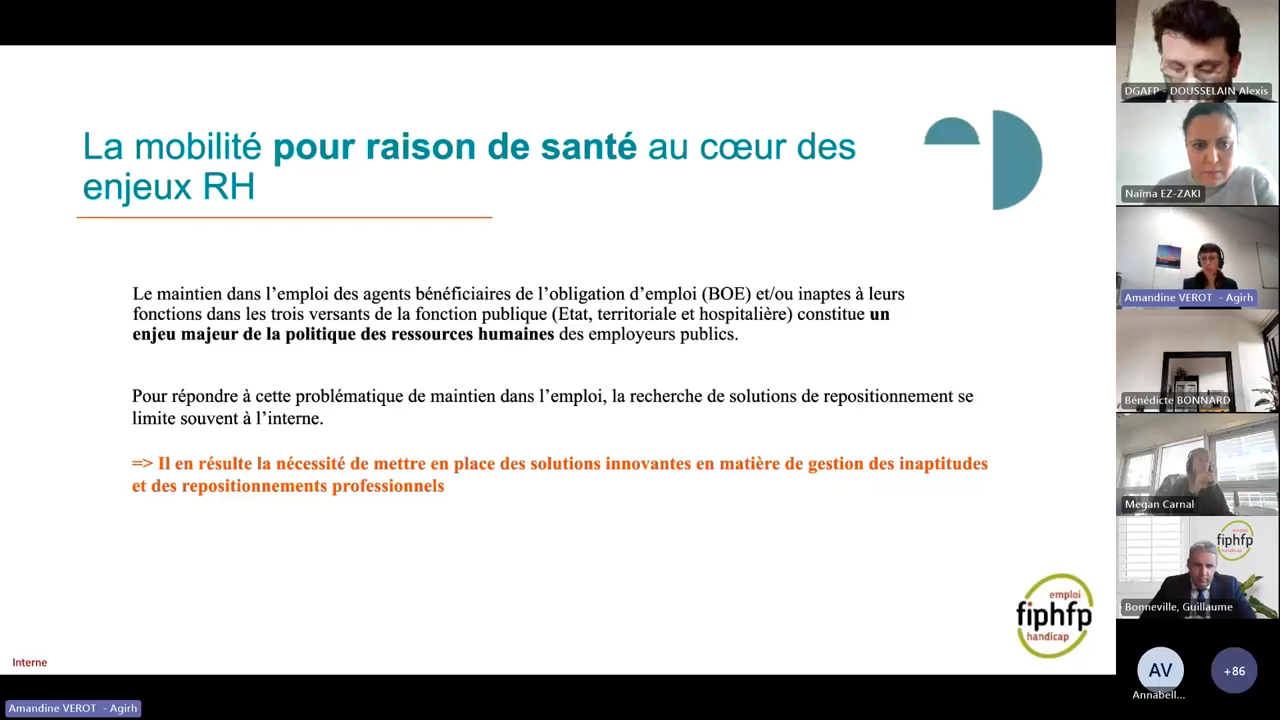 La mobilité pour raison de santé au cœur des
enjeux RH
Le maintien dans l’emploi des agents bénéficiaires de l’obligation d’emploi (BOE) et/ou inaptes à leurs
fonctions dans les trois versants de la fonction publique (Etat, territoriale et hospitalière) constitue un
enjeu majeur de la politique des ressources humaines des employeurs publics.
Pour répondre à cette problématique de maintien dans l’emploi, la recherche de solutions de repositionnement se
limite souvent à l’interne.
=> Il en résulte la nécessité de mettre en place des solutions innovantes en matière de gestion des inaptitudes
et des repositionnements professionnels
emploi
fiphfp
handicap
Interne
Amandine VEROT - Agirh
DGAFP - DOUSSELAIN Alexis
Naïma EZ-ZAKI
Amandine VEROT - Agirh
Bénédicte BONNARD
Megan Carnal
emploi
fiphfp
handicap
Bonneville, Guillaume
AV
Annabell...
+86